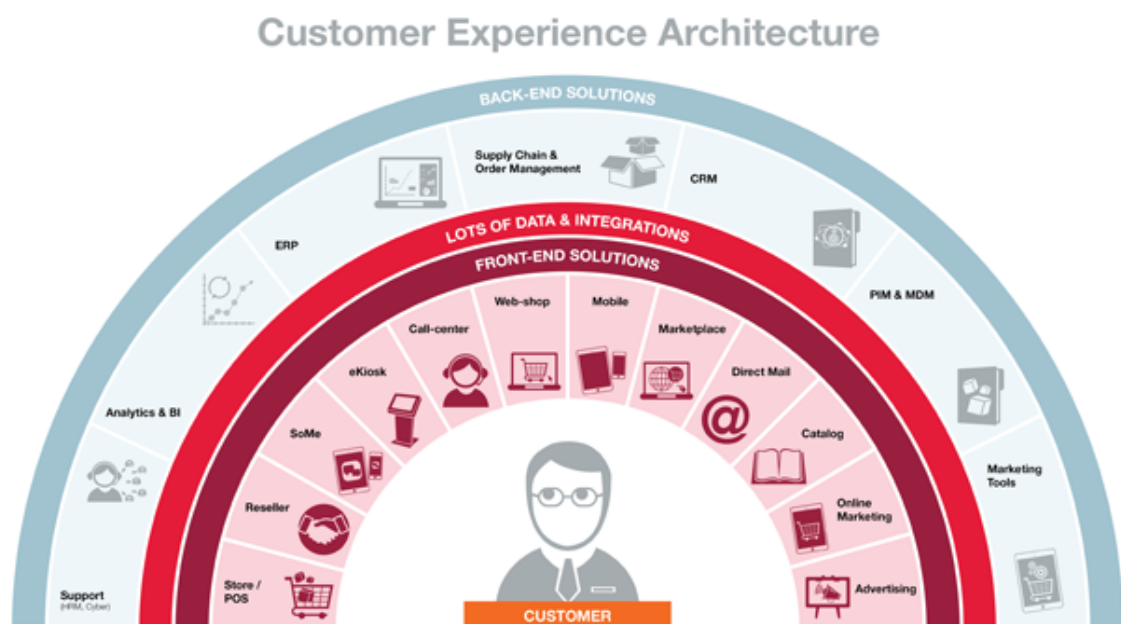 Customer Experience Architecture
BACK-END SOLUTIONS
Supply Chain &
Order Management
CRM
ERP
PIM & MDM
Analytics & BI
Marketing
Tools
Support
(HRM, Cyber)
LOTS OF DATA & INTEGRATIONS
FRONT-END SOLUTIONS
Web-shop
Mobile
Call-center
Marketplace
eKiosk
Direct Mail
SoMe
Catalog
Reseller
Online
Marketing
Store /
POS
Advertising
@
CUSTOMER